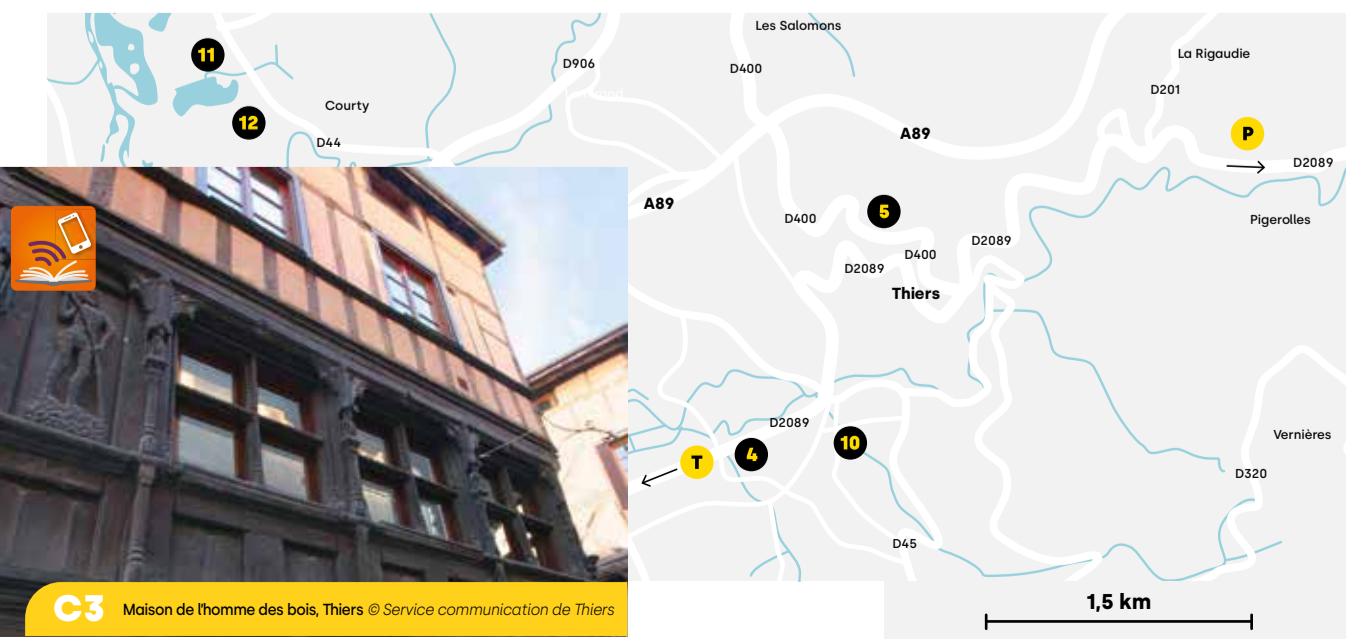 Les Salomons
11
La Rigaudie
D906
D400
D201
Courty
12
A89
P
D44
D2089
A89
D400
5
Pigerolles
D2089
D400
D2089
Thiers
D2089
Vernières
T
4
10
D320
D45
1,5 km
C3 Maison de l'homme des bois, Thiers © Service communication de Thiers